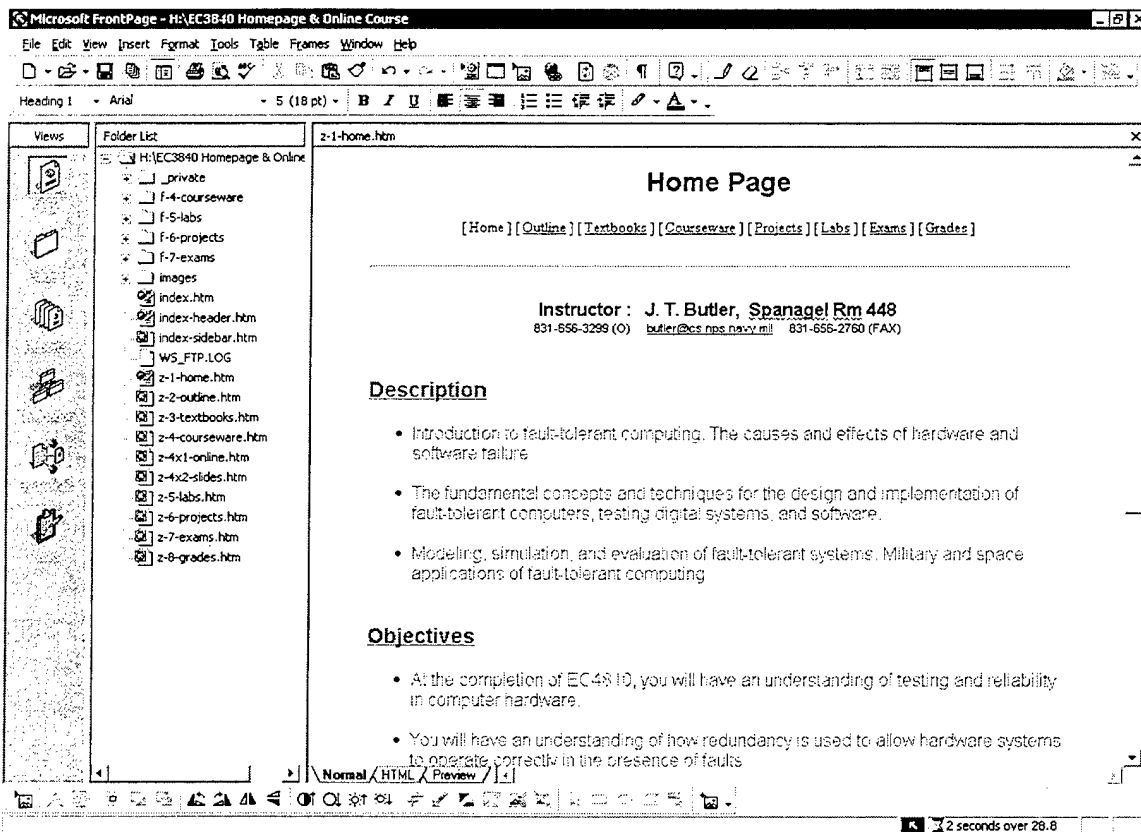 Microsoft FrontPage - H:\EC3840 Homepage & Online Course
File Edit View Insert Format Tools Table Frames Window Help
Heading 1 Arial 5 (18 pt) B I U A
Views
Folder List
z-1-home.htm
H:\EC3840 Homepage & Online
_private
f-4-courseware
f-5-labs
f-6-projects
f-7-exams
images
index.htm
index-header.htm
index-sidebar.htm
WS_FTP.LOG
z-1-home.htm
z-2-outline.htm
z-3-textbooks.htm
z-4-courseware.htm
z-4x1-online.htm
z-4x2-slides.htm
z-5-labs.htm
z-6-projects.htm
z-7-exams.htm
z-8-grades.htm
Home Page
[ Home ] [ Outline ] [ Textbooks ] [ Courseware ] [ Projects ] [ Labs ] [ Exams ] [ Grades ]
Instructor : J. T. Butler, Spanagel Rm 448
831-656-3299 (O) butler@cs.nps.navy.mil 831-656-2760 (FAX)
Description
• Introduction to fault-tolerant computing. The causes and effects of hardware and
software failure
• The fundamental concepts and techniques for the design and implementation of
fault-tolerant computers, testing digital systems, and software.
• Modeling, simulation, and evaluation of fault-tolerant systems. Military and space
applications of fault-tolerant computing
Objectives
• At the completion of EC4810, you will have an understanding of testing and reliability
in computer hardware.
• You will have an understanding of how redundancy is used to allow hardware systems
to operate correctly in the presence of faults
Normal HTML Preview
2 seconds over 28.8